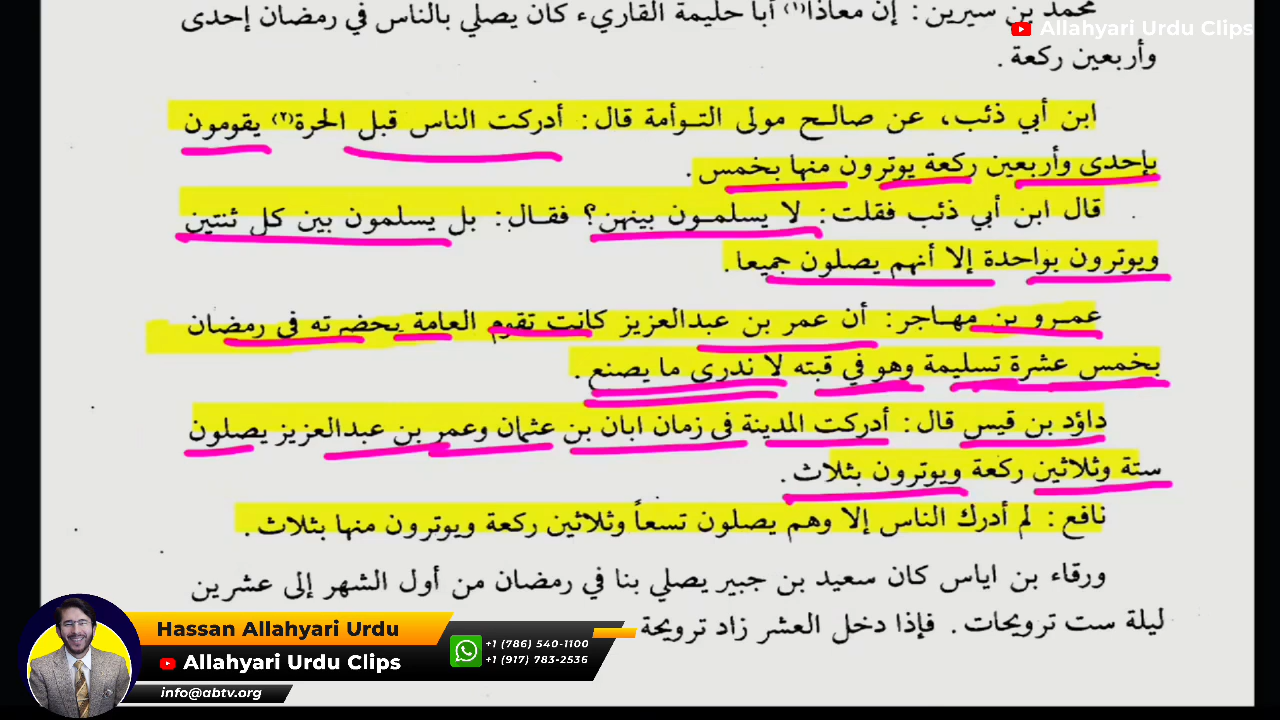 محمد بن سيرين : إن معاذا(١) أبا حليمة القاريء كان يصلي بالناس في رمضان إحدى
Allahyari Urdu Clips
وأربعين ركعة .
ابن أبي ذئب، عن صالح مولى التوأمة قال : أدركت الناس قبل الحرة(٢) يقومون
بإحدى وأربعين ركعة يوترون منها بخمس .
قال ابن أبي ذئب فقلت : لا يسلمون بينهن؟ فقال : بل يسلمون بين كل ثنتين
ويوترون بواحدة إلا أنهم يصلون جميعا .
عمرو بن مهاجر : أن عمر بن عبدالعزيز كانت تقوم العامة بحضرته في رمضان
بخمس عشرة تسليمة وهو في قبته لا ندرى ما يصنع .
داؤد بن قيس قال : أدركت المدينة في زمان ابان بن عثمان وعمر بن عبدالعزيز يصلون
ستة وثلاثين ركعة ويوترون بثلاث .
نافع : لم أدرك الناس إلا وهم يصلون تسعاً وثلاثين ركعة ويوترون منها بثلاث .
ورقاء بن اياس كان سعيد بن جبير يصلي بنا في رمضان من أول الشهر إلى عشرين
ليلة ست ترويحات . فإذا دخل العشر زاد ترويحة
Hassan Allahyari Urdu
Allahyari Urdu Clips
info@abtv.org
+1 (786) 540-1100
+1 (917) 783-2536